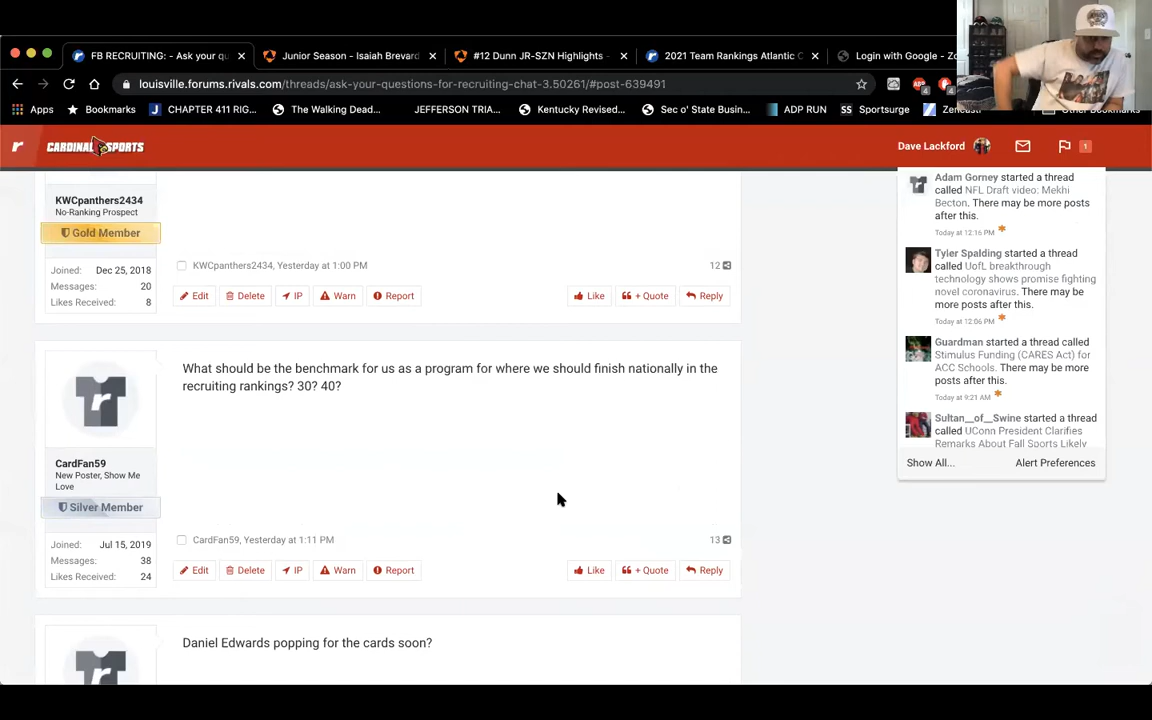 FB RECRUITING: - Ask your qu
Junior Season - Isaiah Brevard
#12 Dunn JR-SZN Highlights -
2021 Team Rankings Atlantic C
Login with Google - Zo
louisville.forums.rivals.com/threads/ask-your-questions-for-recruiting-chat-3.50261/#post-639491
Apps
Bookmarks
CHAPTER 411 RIG...
The Walking Dead...
JEFFERSON TRIA...
Kentucky Revised...
Sec o' State Busin...
ADP RUN
SS Sportsurge
Zencast
Other Bookmarks
CARDINAL SPORTS
Dave Lackford
1
KWCpanthers2434
No-Ranking Prospect
Gold Member
Joined: Dec 25, 2018
Messages: 20
Likes Received: 8
KWCpanthers2434, Yesterday at 1:00 PM
12
Edit Delete IP Warn Report
Like + Quote Reply
What should be the benchmark for us as a program for where we should finish nationally in the
recruiting rankings? 30? 40?
CardFan59
New Poster, Show Me
Love
Silver Member
Joined: Jul 15, 2019
Messages: 38
Likes Received: 24
CardFan59, Yesterday at 1:11 PM
13
Edit Delete IP Warn Report
Like + Quote Reply
Daniel Edwards popping for the cards soon?
Adam Gorney started a thread
called NFL Draft video: Mekhi
Becton. There may be more posts
after this.
Today at 12:16 PM
Tyler Spalding started a thread
called UofL breakthrough
technology shows promise fighting
novel coronavirus. There may be
more posts after this.
Today at 12:06 PM
Guardman started a thread called
Stimulus Funding (CARES Act) for
ACC Schools. There may be more
posts after this.
Today at 9:21 AM
Sultan__of__Swine started a thread
called UConn President Clarifies
Remarks About Fall Sports Likely
Show All... Alert Preferences